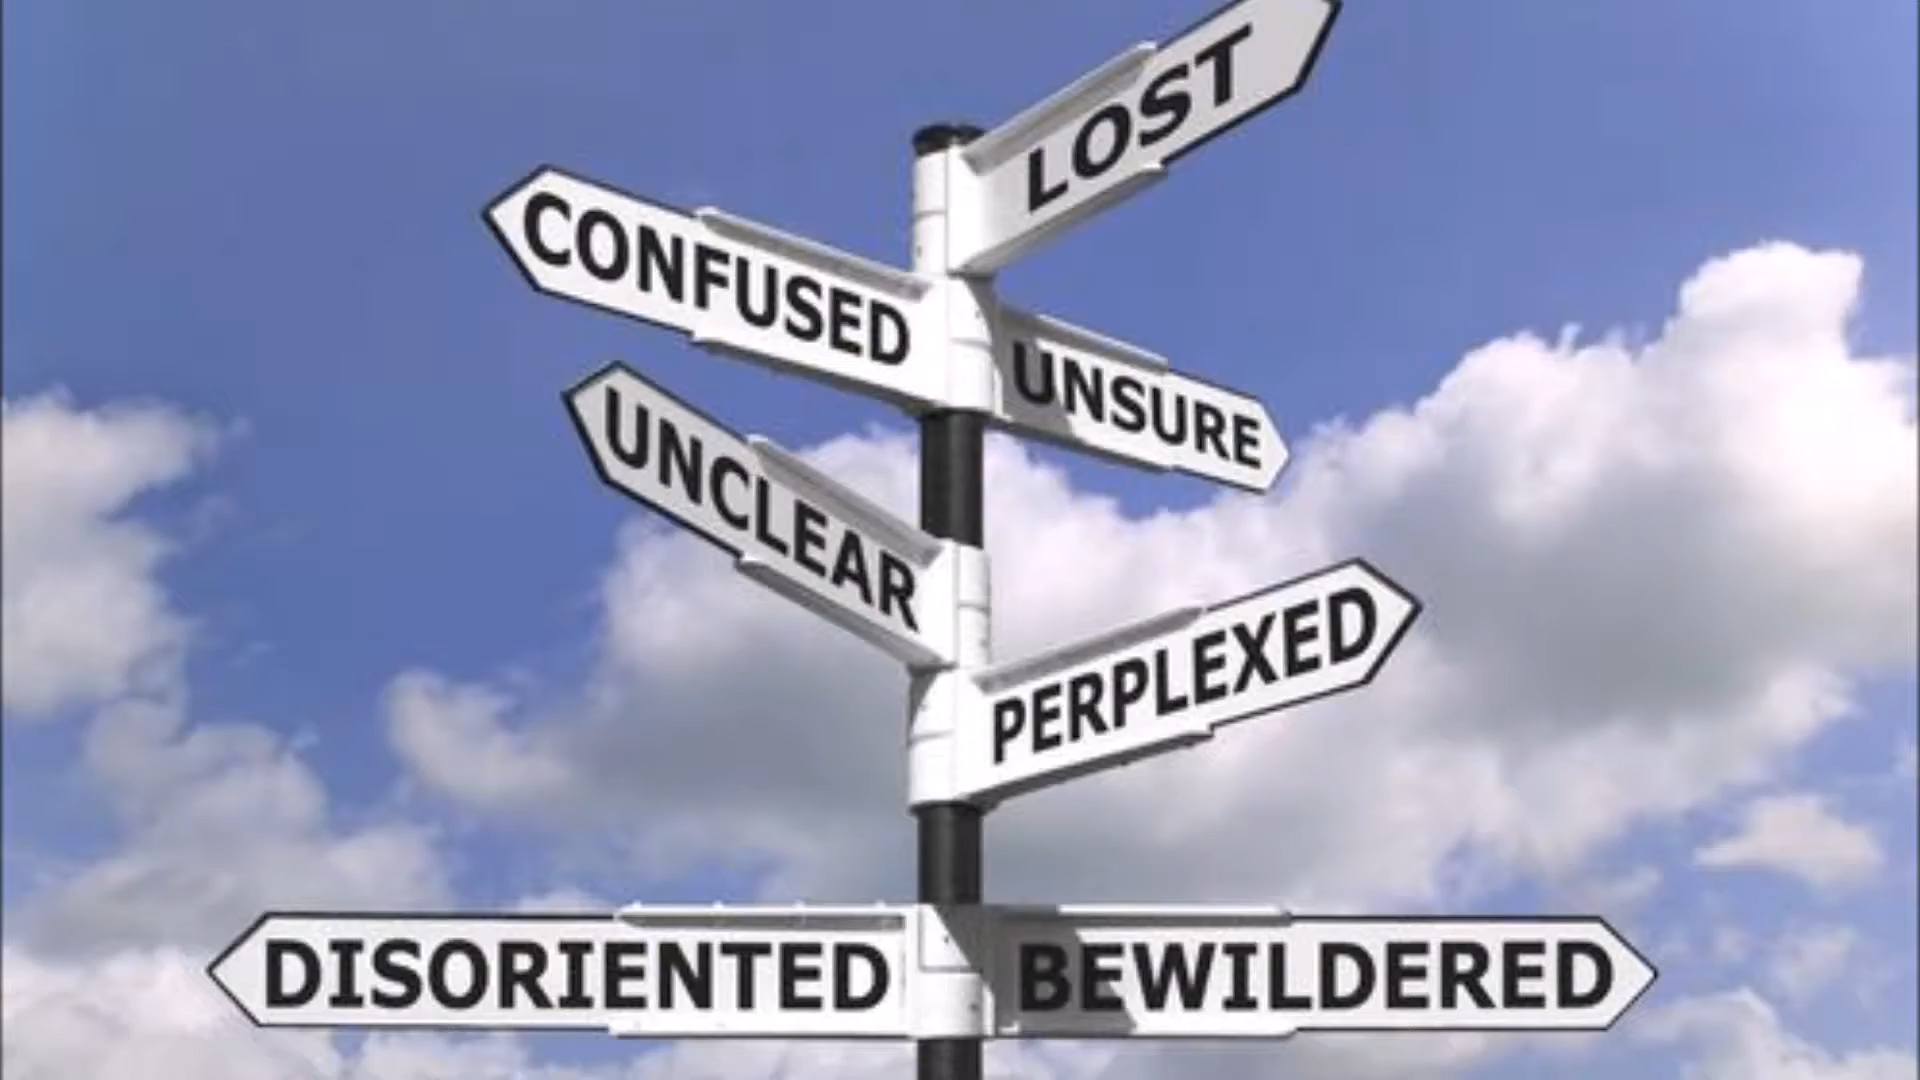 LOST
CONFUSED
UNSURE
UNCLEAR
PERPLEXED
DISORIENTED
BEWILDERED